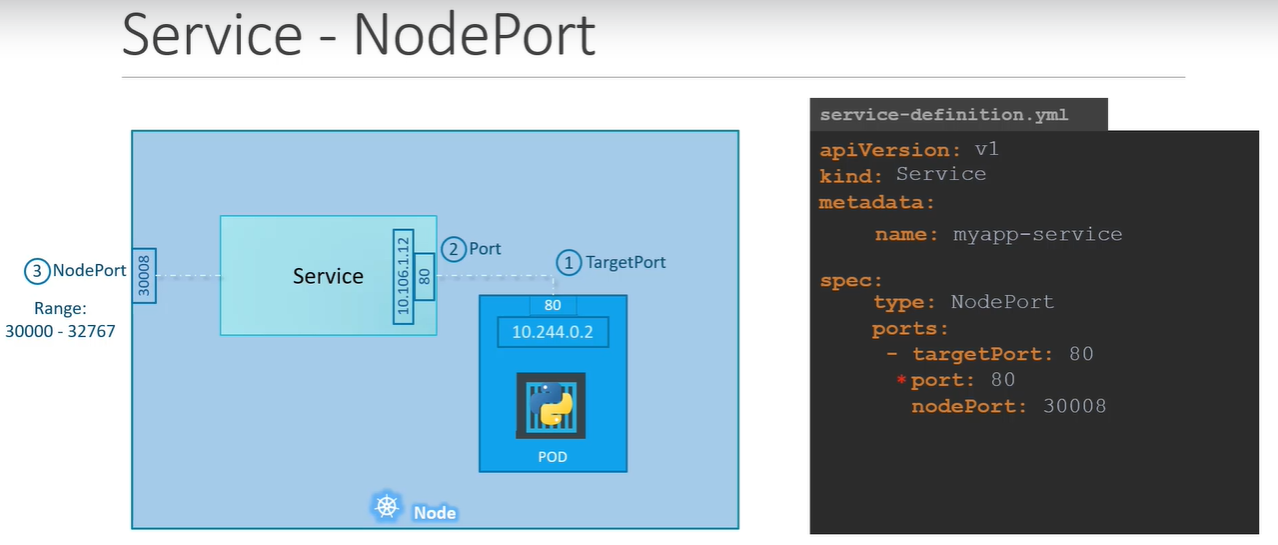 Service - NodePort
3 NodePort
Range:
30000 - 32767
30008
Service
10.106.1.12
80
2 Port
1 TargetPort
80
10.244.0.2
POD
Node
service-definition.yml
apiVersion: v1
kind: Service
metadata:
name: myapp-service
spec:
type: NodePort
ports:
- targetPort: 80
* port: 80
nodePort: 30008